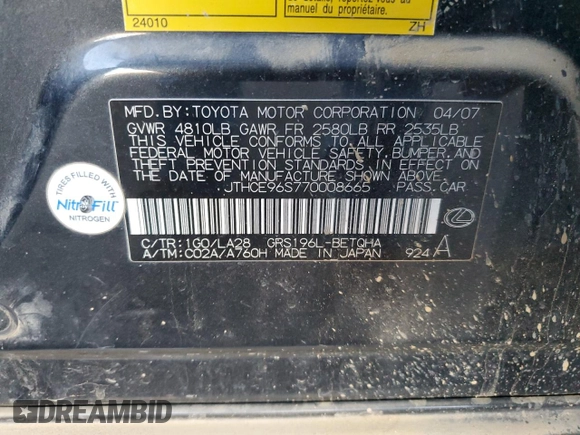 manuel du propriétaire.
24010
ZH
MFD. BY: TOYOTA MOTOR CORPORATION 04/07
GVWR 4810LB GAWR FR 2580LB RR 2535LB
THIS VEHICLE CONFORMS TO ALL APPLICABLE
FEDERAL MOTOR VEHICLE SAFETY, BUMPER, AND
THEFT PREVENTION STANDARDS IN EFFECT ON
THE DATE OF MANUFACTURE SHOWN ABOVE.
JTHCE96S770008665 PASS. CAR
C/TR: 1G0/LA28 GRS196L-BETQHA
A/TM: C02A/A760H MADE IN JAPAN 924 A
TIRES FILLED WITH
NitroFill
NITROGEN
DREAMBID